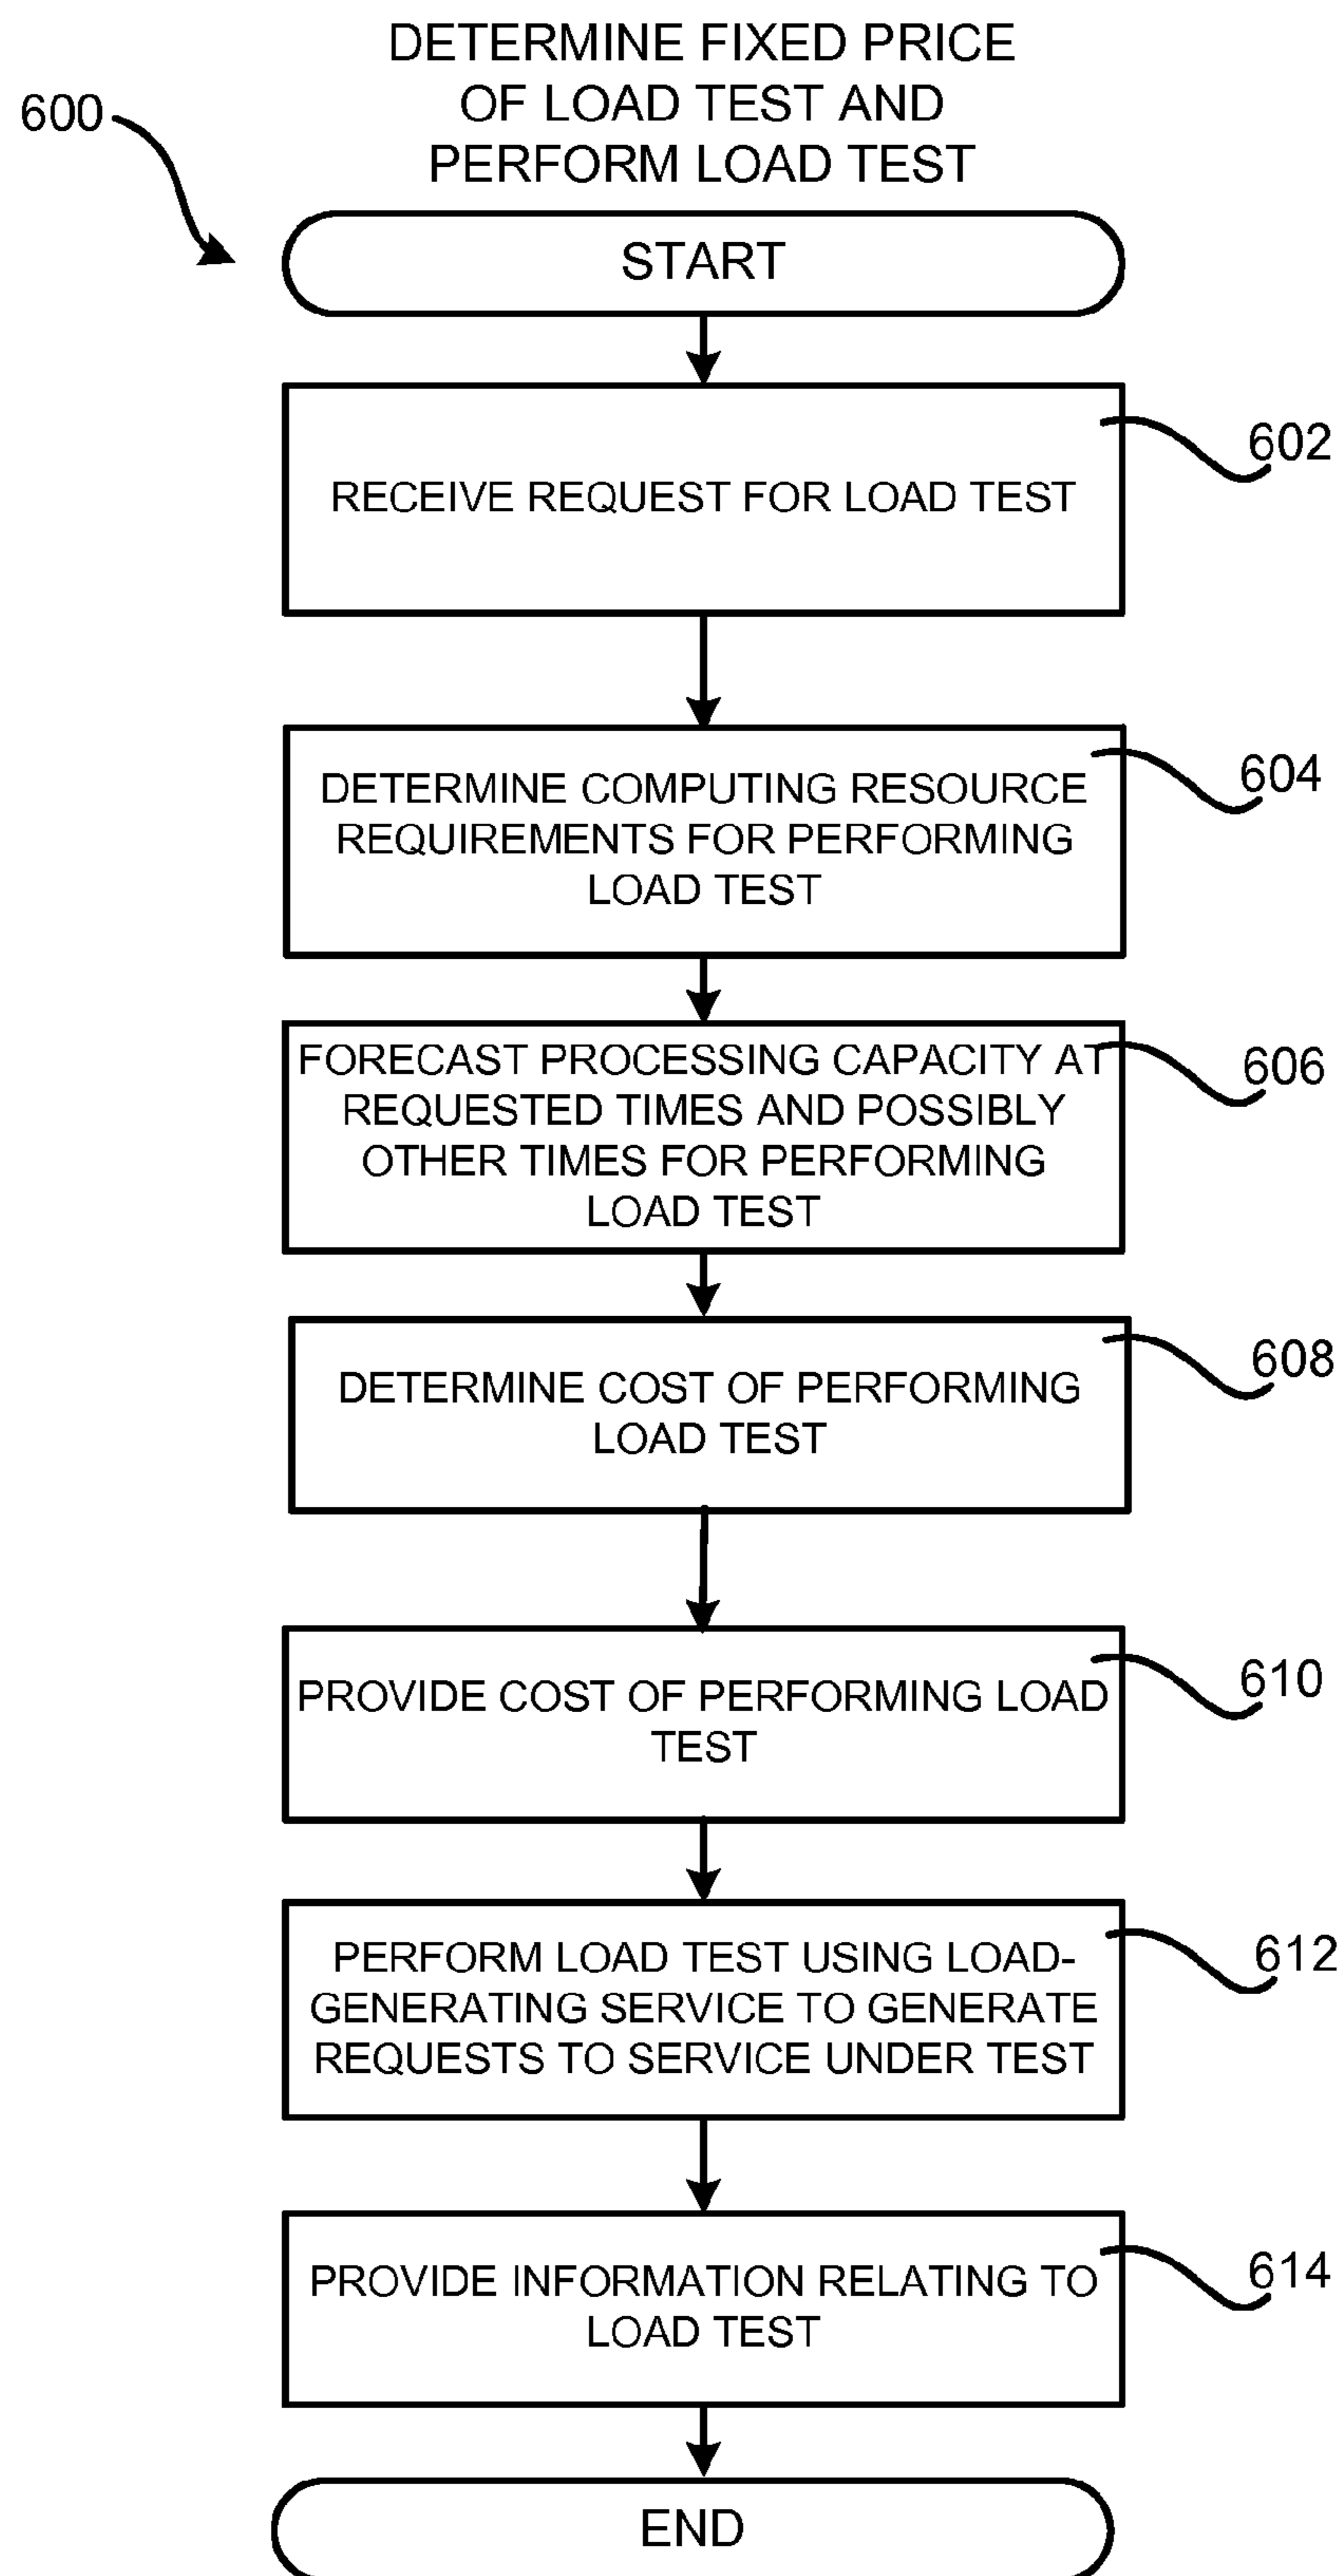 DETERMINE FIXED PRICE
OF LOAD TEST AND
PERFORM LOAD TEST
600
START
602
RECEIVE REQUEST FOR LOAD TEST
604
DETERMINE COMPUTING RESOURCE
REQUIREMENTS FOR PERFORMING
LOAD TEST
606
FORECAST PROCESSING CAPACITY AT
REQUESTED TIMES AND POSSIBLY
OTHER TIMES FOR PERFORMING
LOAD TEST
608
DETERMINE COST OF PERFORMING
LOAD TEST
610
PROVIDE COST OF PERFORMING LOAD
TEST
612
PERFORM LOAD TEST USING LOAD-
GENERATING SERVICE TO GENERATE
REQUESTS TO SERVICE UNDER TEST
614
PROVIDE INFORMATION RELATING TO
LOAD TEST
END